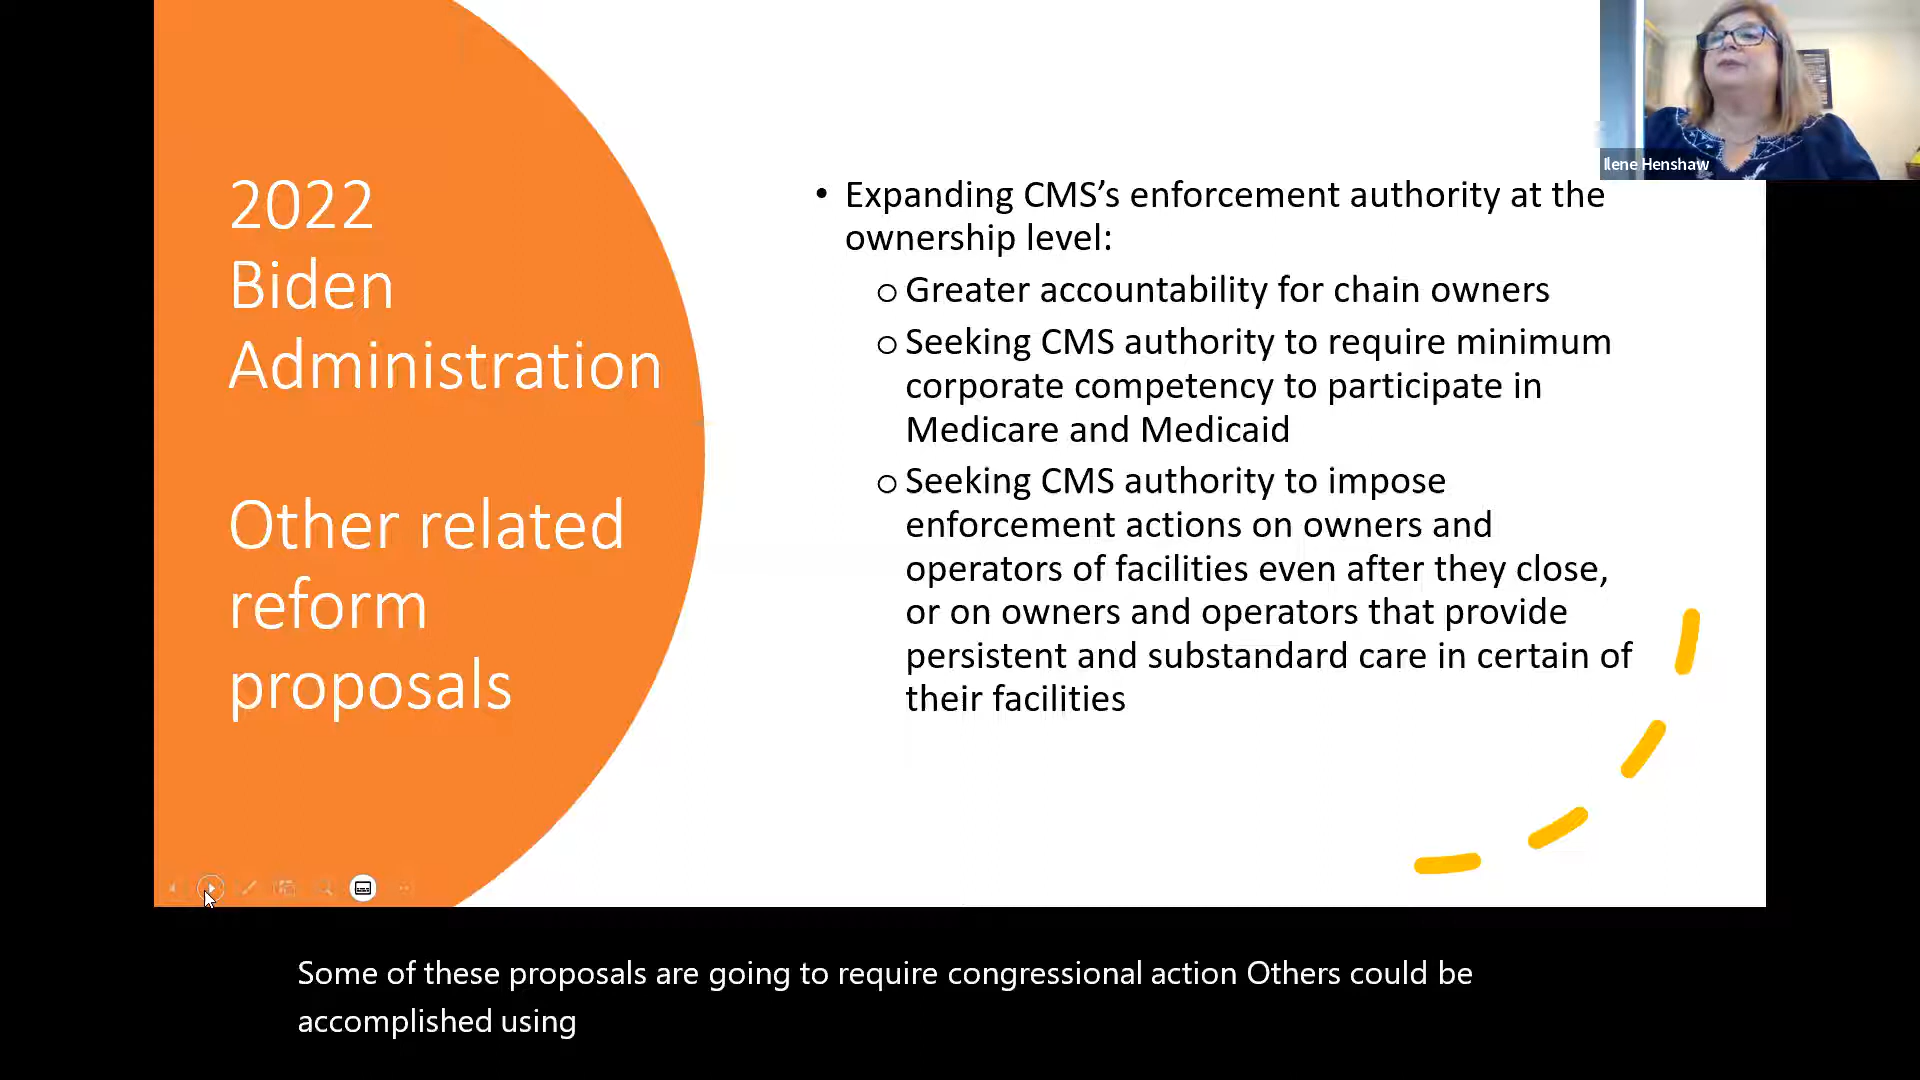 2022
Biden
Administration
Other related
reform
proposals
• Expanding CMS’s enforcement authority at the
ownership level:
o Greater accountability for chain owners
o Seeking CMS authority to require minimum
corporate competency to participate in
Medicare and Medicaid
o Seeking CMS authority to impose
enforcement actions on owners and
operators of facilities even after they close,
or on owners and operators that provide
persistent and substandard care in certain of
their facilities
Ilene Henshaw
Some of these proposals are going to require congressional action Others could be
accomplished using